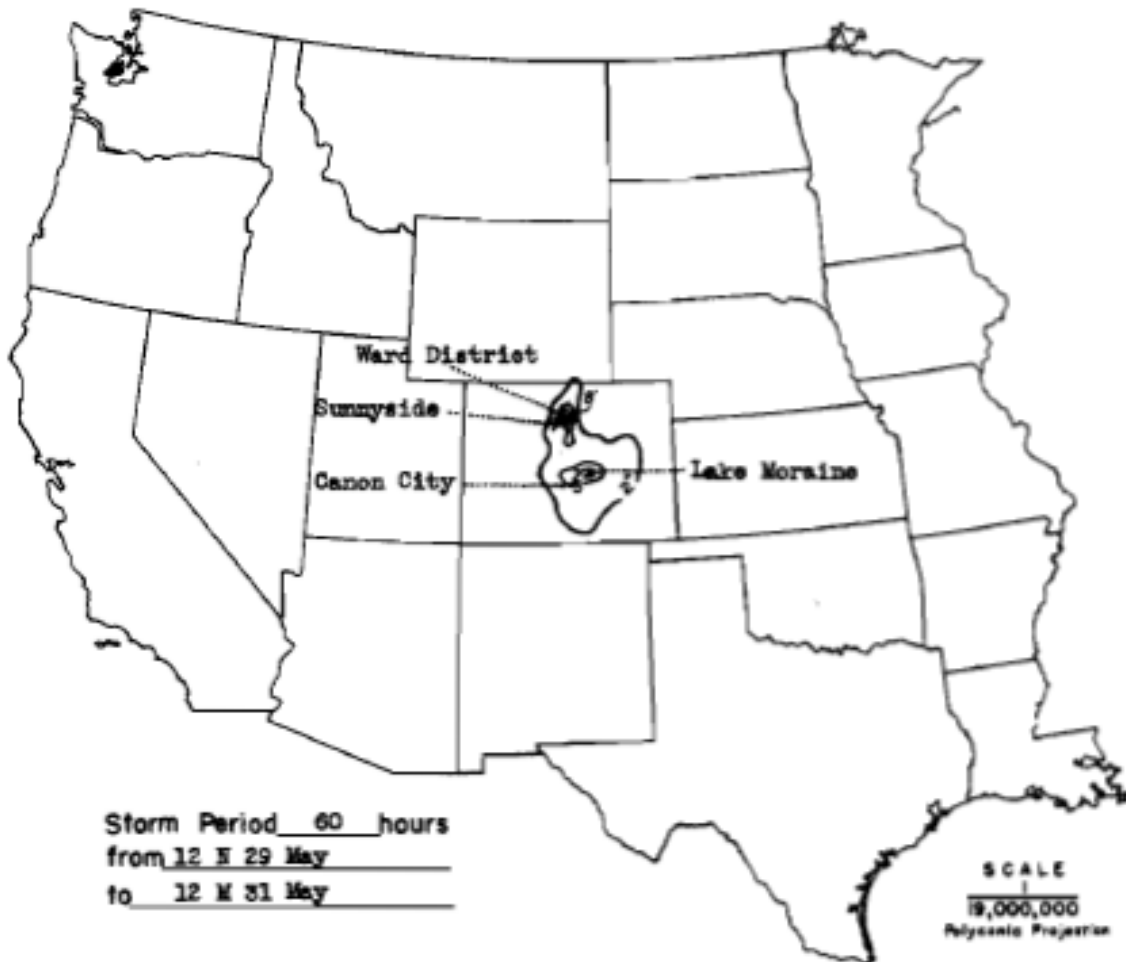 Ward District
Sunnyside
Canon City
Lake Moraine
Storm Period 60 hours
from 12 N 29 May
to 12 M 31 May
SCALE
1
19,000,000
Polyconic Projection